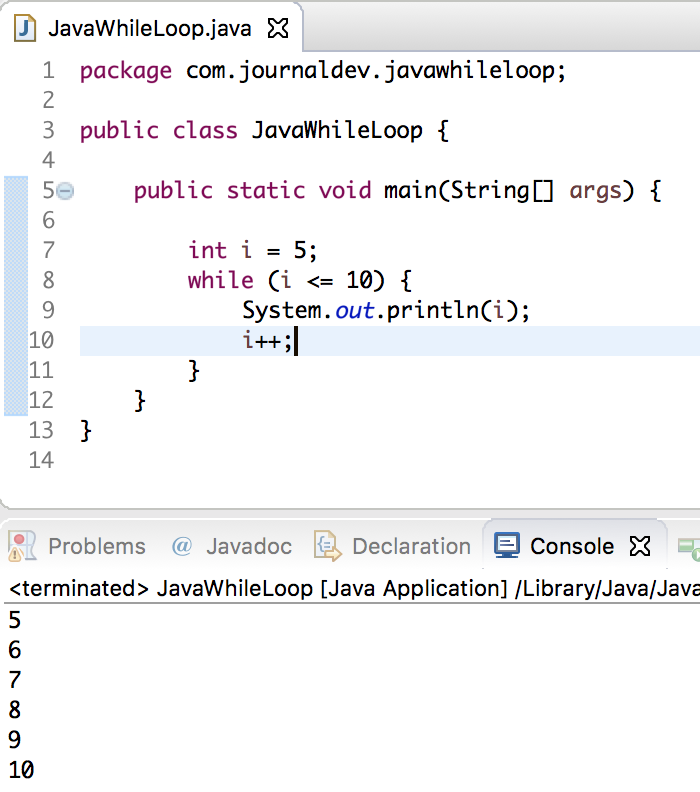 JavaWhileLoop.java
1 package com.journaldev.javawhileloop;
2
3 public class JavaWhileLoop {
4
5 public static void main(String[] args) {
6
7 int i = 5;
8 while (i <= 10) {
9 System.out.println(i);
10 i++;
11 }
12 }
13 }
14
Problems @ Javadoc Declaration Console
<terminated> JavaWhileLoop [Java Application] /Library/Java/Java
5
6
7
8
9
10